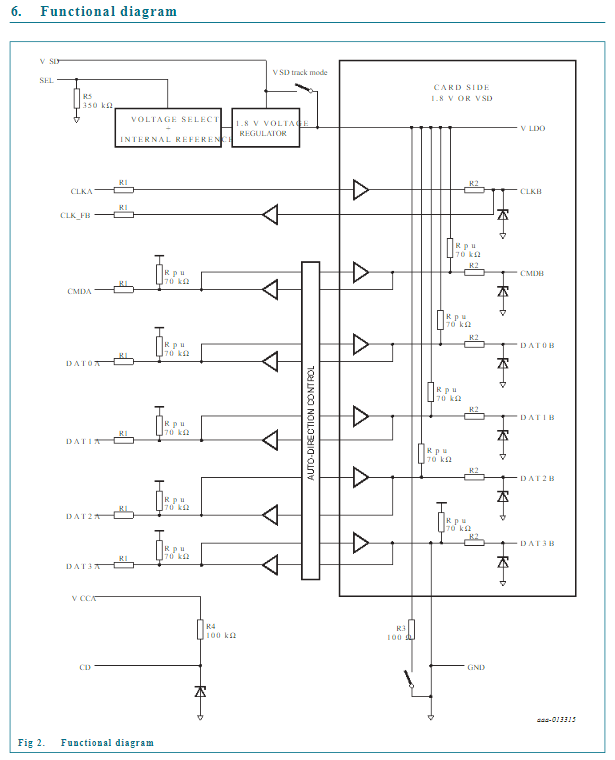 6. Functional diagram
V SD
SEL
R5
350 kΩ
VSD track mode
VOLTAGE SELECT
+
INTERNAL REFERENCE
1.8 V VOLTAGE
REGULATOR
CARD SIDE
1.8 V OR VSD
V LDO
CLKA
R1
R2
CLKB
CLK_FB
R1
R pu
70 kΩ
CMDA
R1
R pu
70 kΩ
R2
CMDB
R pu
70 kΩ
DAT0A
R1
R pu
70 kΩ
R2
DAT0B
AUTO-DIRECTION CONTROL
R pu
70 kΩ
DAT1A
R1
R pu
70 kΩ
R2
DAT1B
R pu
70 kΩ
DAT2A
R1
R pu
70 kΩ
R2
DAT2B
R pu
70 kΩ
DAT3A
R1
R pu
70 kΩ
R2
DAT3B
V CCA
R4
100 kΩ
R3
100 Ω
CD
GND
aaa-013315
Fig 2. Functional diagram